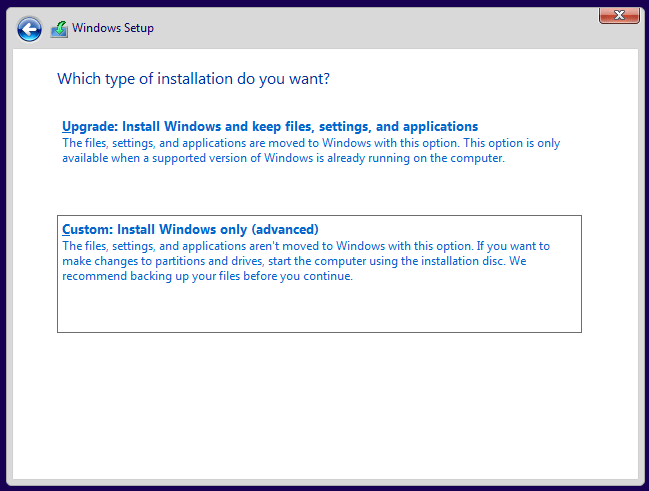 Windows Setup
Which type of installation do you want?
Upgrade: Install Windows and keep files, settings, and applications
The files, settings, and applications are moved to Windows with this option. This option is only
available when a supported version of Windows is already running on the computer.
Custom: Install Windows only (advanced)
The files, settings, and applications aren't moved to Windows with this option. If you want to
make changes to partitions and drives, start the computer using the installation disc. We
recommend backing up your files before you continue.